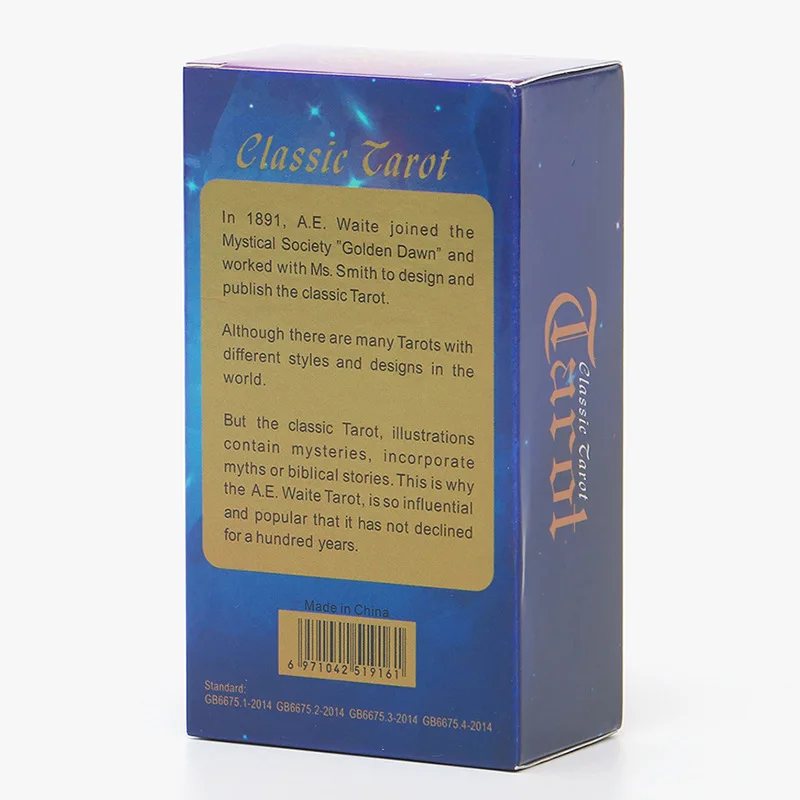 Classic Tarot
In 1891, A.E. Waite joined the
Mystical Society "Golden Dawn" and
worked with Ms. Smith to design and
publish the classic Tarot.
Although there are many Tarots with
different styles and designs in the
world.
But the classic Tarot, illustrations
contain mysteries, incorporate
myths or biblical stories. This is why
the A.E. Waite Tarot, is so influential
and popular that it has not declined
for a hundred years.
Made in China
6 971042 519161
Standard:
GB6675.1-2014 GB6675.2-2014 GB6675.3-2014 GB6675.4-2014
Tarot
Classic Tarot